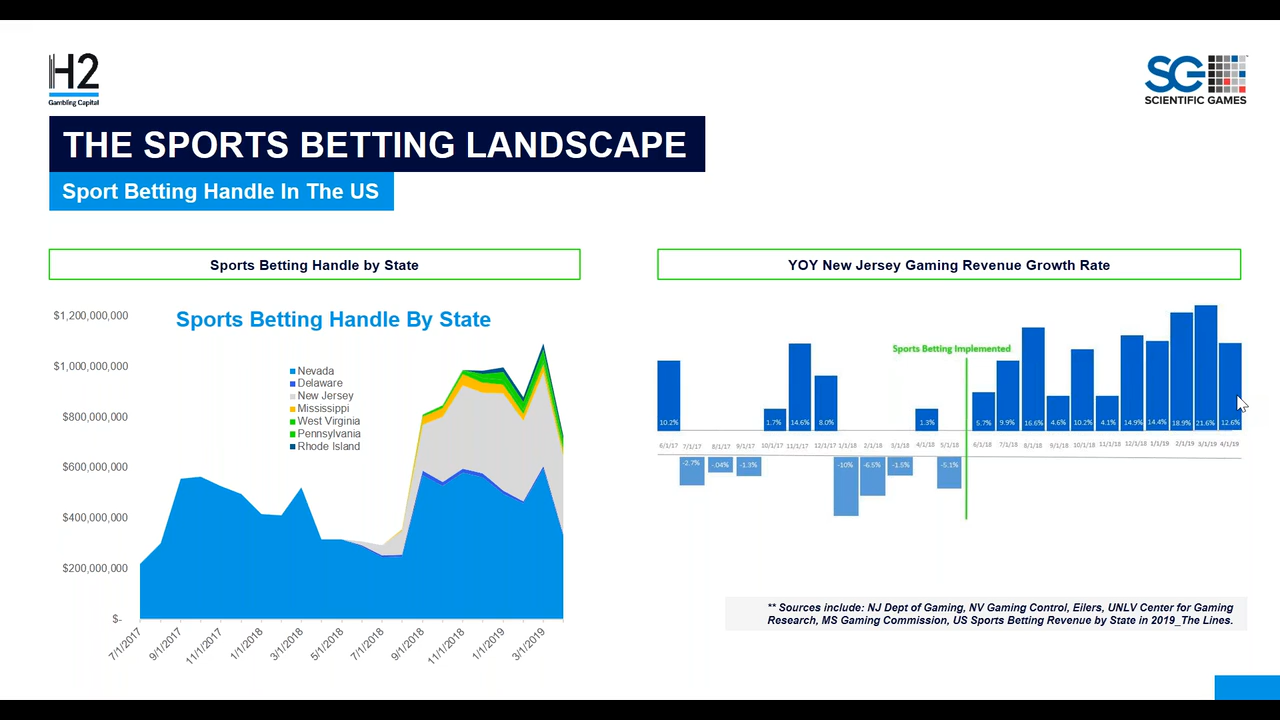 H2
Gambling Capital
SG
SCIENTIFIC GAMES
THE SPORTS BETTING LANDSCAPE
Sport Betting Handle In The US
Sports Betting Handle by State
Sports Betting Handle By State
$1,200,000,000
$1,000,000,000
$800,000,000
$600,000,000
$400,000,000
$200,000,000
$-
Nevada
Delaware
New Jersey
Mississippi
West Virginia
Pennsylvania
Rhode Island
7/1/2017
9/1/2017
11/1/2017
1/1/2018
3/1/2018
5/1/2018
7/1/2018
9/1/2018
11/1/2018
1/1/2019
3/1/2019
YOY New Jersey Gaming Revenue Growth Rate
Sports Betting Implemented
10.2% 1.7% 14.6% 8.0% 1.3% 5.7% 9.9% 16.6% 4.6% 10.2% 4.1% 14.9% 14.4% 18.9% 21.6% 12.6%
6/1/17 7/1/17 8/1/17 9/1/17 10/1/17 11/1/17 12/1/17 1/1/18 2/1/18 3/1/18 4/1/18 5/1/18 6/1/18 7/1/18 8/1/18 9/1/18 10/1/18 11/1/18 12/1/18 1/1/19 2/1/19 3/1/19 4/1/19
-2.7% -.04% -1.3% -10% -6.5% -1.5% -5.1%
** Sources include: NJ Dept of Gaming, NV Gaming Control, Eilers, UNLV Center for Gaming
Research, MS Gaming Commission, US Sports Betting Revenue by State in 2019_The Lines.